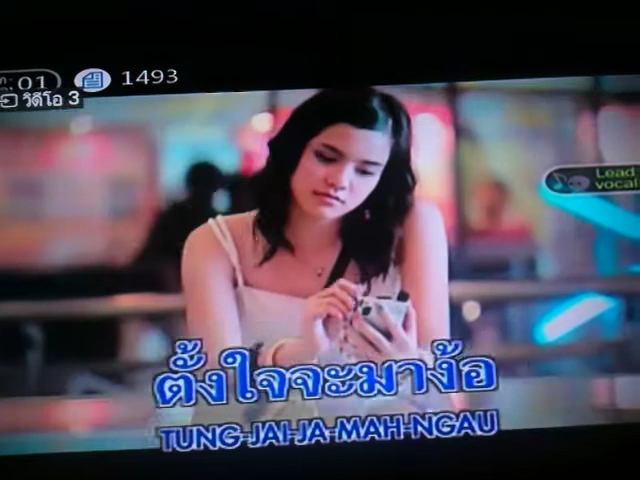 01
1493
วิดีโอ 3
Lead
vocal
ตั้งใจจะมาง้อ
TUNG-JAI-JA-MAH-NGAU